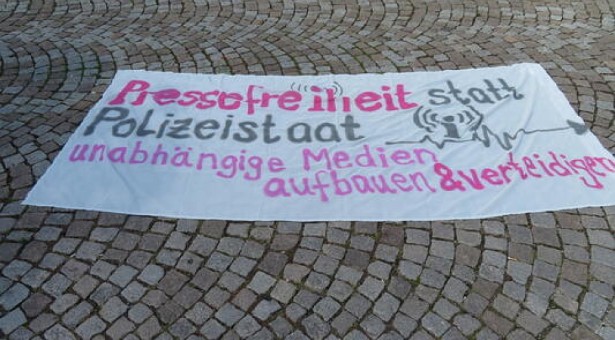 Pressefreiheit statt
Polizeistaat
unabhängige Medien
aufbauen & verteidigen